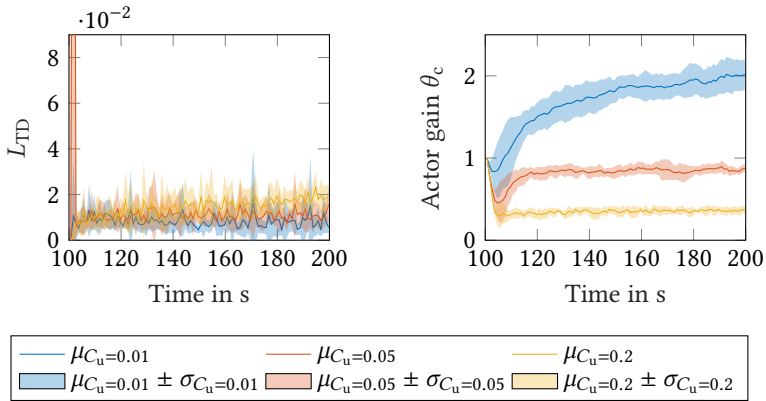 ·10⁻²
8
6
4
2
0
L_TD
100 120 140 160 180 200
Time in s
2
1
0
Actor gain θ_c
100 120 140 160 180 200
Time in s
μ_{C_u=0.01} μ_{C_u=0.05} μ_{C_u=0.2}
μ_{C_u=0.01} ± σ_{C_u=0.01} μ_{C_u=0.05} ± σ_{C_u=0.05} μ_{C_u=0.2} ± σ_{C_u=0.2}